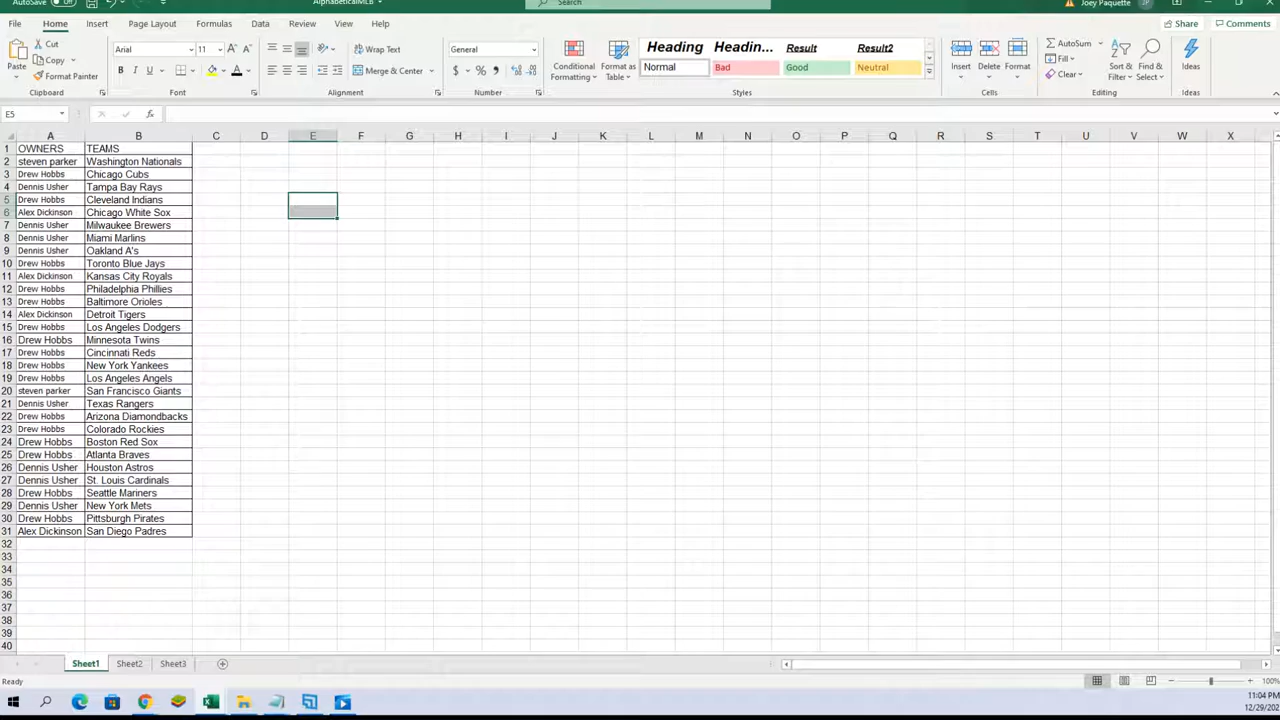 AutoSave Off AlphabeticalMLB Search Joey Paquette JP
File Home Insert Page Layout Formulas Data Review View Help Share Comments
Paste Cut Copy Format Painter Clipboard
Arial 11 A A B I U A Font
Wrap Text Merge & Center Alignment
General $ % , Number
Conditional Formatting Format as Table
Heading Headin... Result Result2
Normal Bad Good Neutral
Styles
Insert Delete Format Cells
AutoSum Fill Clear Sort & Filter Find & Select Editing
Ideas Ideas
E5 fx
A B C D E F G H I J K L M N O P Q R S T U V W X
1 OWNERS TEAMS
2 steven parker Washington Nationals
3 Drew Hobbs Chicago Cubs
4 Dennis Usher Tampa Bay Rays
5 Drew Hobbs Cleveland Indians
6 Alex Dickinson Chicago White Sox
7 Dennis Usher Milwaukee Brewers
8 Dennis Usher Miami Marlins
9 Dennis Usher Oakland A's
10 Drew Hobbs Toronto Blue Jays
11 Alex Dickinson Kansas City Royals
12 Drew Hobbs Philadelphia Phillies
13 Drew Hobbs Baltimore Orioles
14 Alex Dickinson Detroit Tigers
15 Drew Hobbs Los Angeles Dodgers
16 Drew Hobbs Minnesota Twins
17 Drew Hobbs Cincinnati Reds
18 Drew Hobbs New York Yankees
19 Drew Hobbs Los Angeles Angels
20 steven parker San Francisco Giants
21 Dennis Usher Texas Rangers
22 Drew Hobbs Arizona Diamondbacks
23 Drew Hobbs Colorado Rockies
24 Drew Hobbs Boston Red Sox
25 Drew Hobbs Atlanta Braves
26 Dennis Usher Houston Astros
27 Dennis Usher St. Louis Cardinals
28 Drew Hobbs Seattle Mariners
29 Dennis Usher New York Mets
30 Drew Hobbs Pittsburgh Pirates
31 Alex Dickinson San Diego Padres
32
33
34
35
36
37
38
39
40
Sheet1 Sheet2 Sheet3
Ready 100%
11:04 PM
12/29/202